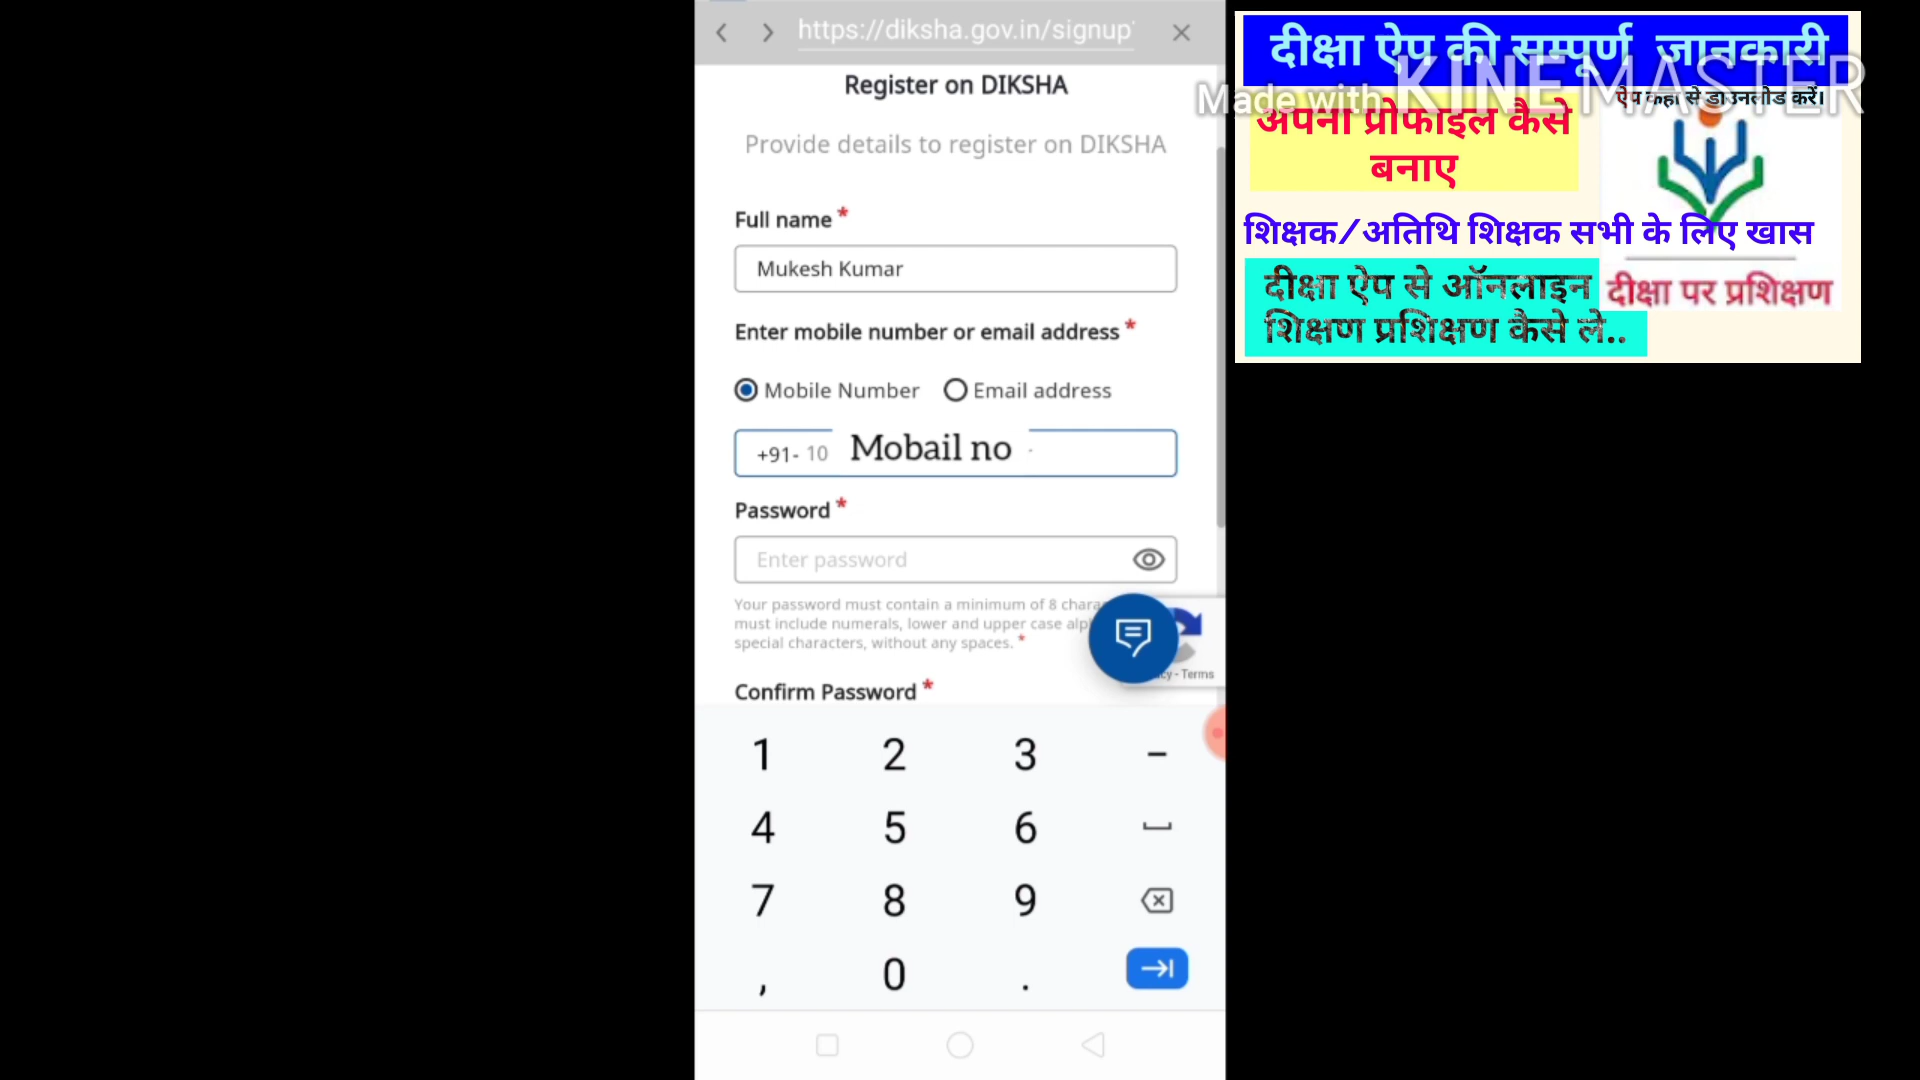 https://diksha.gov.in/signup
Register on DIKSHA
Provide details to register on DIKSHA
Full name *
Mukesh Kumar
Enter mobile number or email address *
Mobile Number Email address
+91- 10 Mobail no
Password *
Enter password
Your password must contain a minimum of 8
must include numerals, lower and upper case
special characters, without any spaces. *
- Terms
Confirm Password *
1 2 3 -
4 5 6
7 8 9
, 0 .
दीक्षा ऐप की सम्पूर्ण जानकारी
Made with KINEMASTER
ऐप कहा से डाउनलोड करें।
अपना प्रोफाइल कैसे
बनाए
शिक्षक/अतिथि शिक्षक सभी के लिए खास
दीक्षा पर प्रशिक्षण
दीक्षा ऐप से ऑनलाइन
शिक्षण प्रशिक्षण कैसे ले..